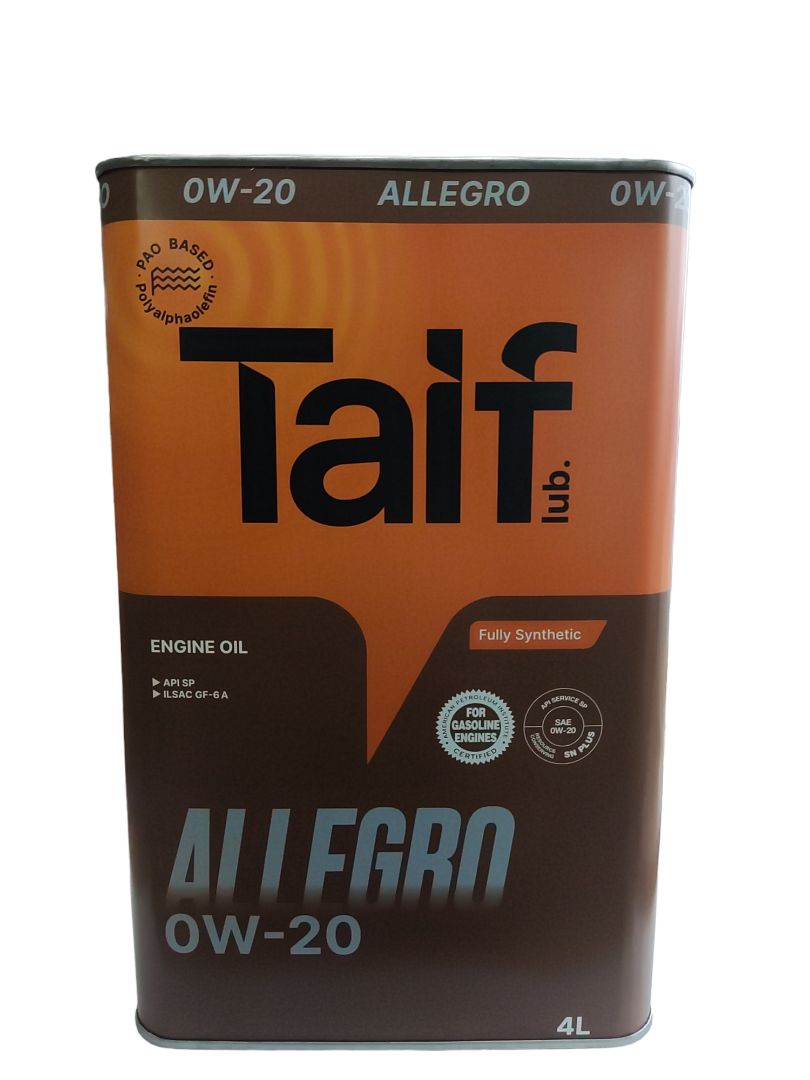 0W-20 ALLEGRO 0W-2
PAO BASED
Polyalphaolefin
Taif
lub.
ENGINE OIL
Fully Synthetic
API SP
ILSAC GF-6A
AMERICAN PETROLEUM INSTITUTE
FOR
GASOLINE
ENGINES
CERTIFIED
API SERVICE SP
SAE
0W-20
RESOURCE
CONSERVING
SN PLUS
ALLEGRO
0W-20
4L